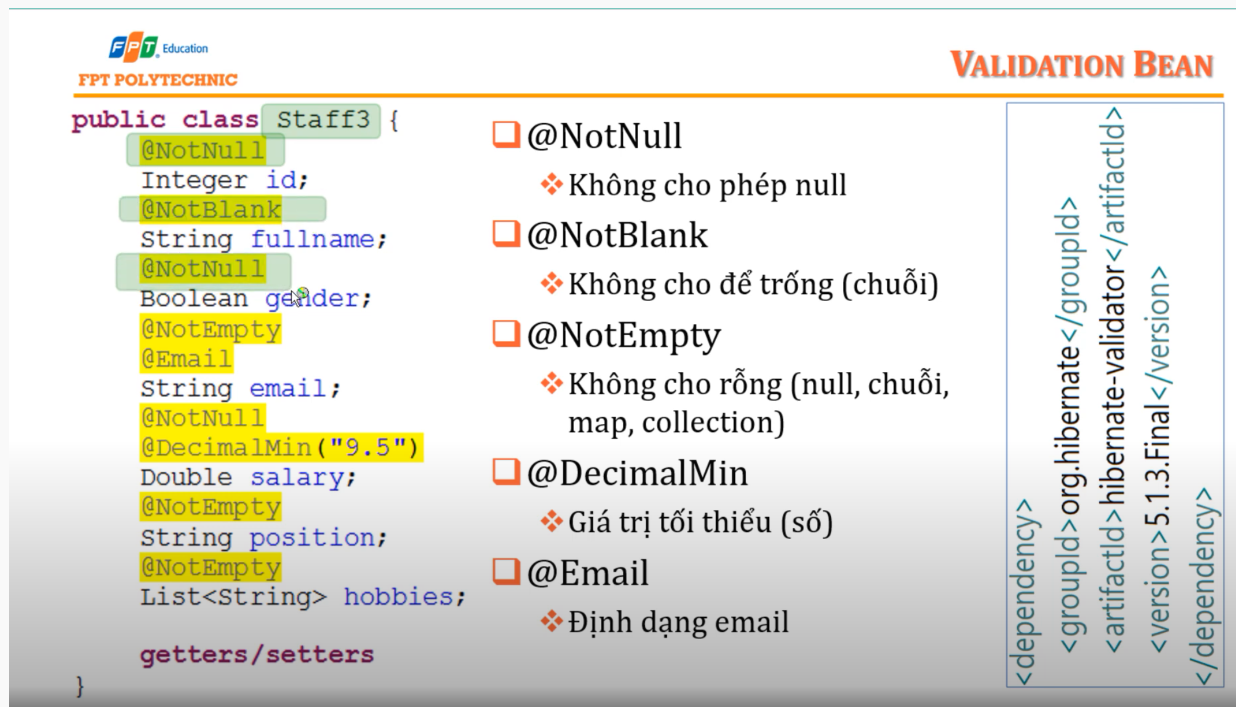 FPT Education
FPT POLYTECHNIC
VALIDATION BEAN
public class Staff3 {
@NotNull
Integer id;
@NotBlank
String fullname;
@NotNull
Boolean gender;
@NotEmpty
@Email
String email;
@NotNull
@DecimalMin("9.5")
Double salary;
@NotEmpty
String position;
@NotEmpty
List<String> hobbies;
getters/setters
}
@NotNull
Không cho phép null
@NotBlank
Không cho để trống (chuỗi)
@NotEmpty
Không cho rỗng (null, chuỗi,
map, collection)
@DecimalMin
Giá trị tối thiểu (số)
@Email
Định dạng email
<dependency>
<groupId>org.hibernate</groupId>
<artifactId>hibernate-validator</artifactId>
<version>5.1.3.Final</version>
</dependency>